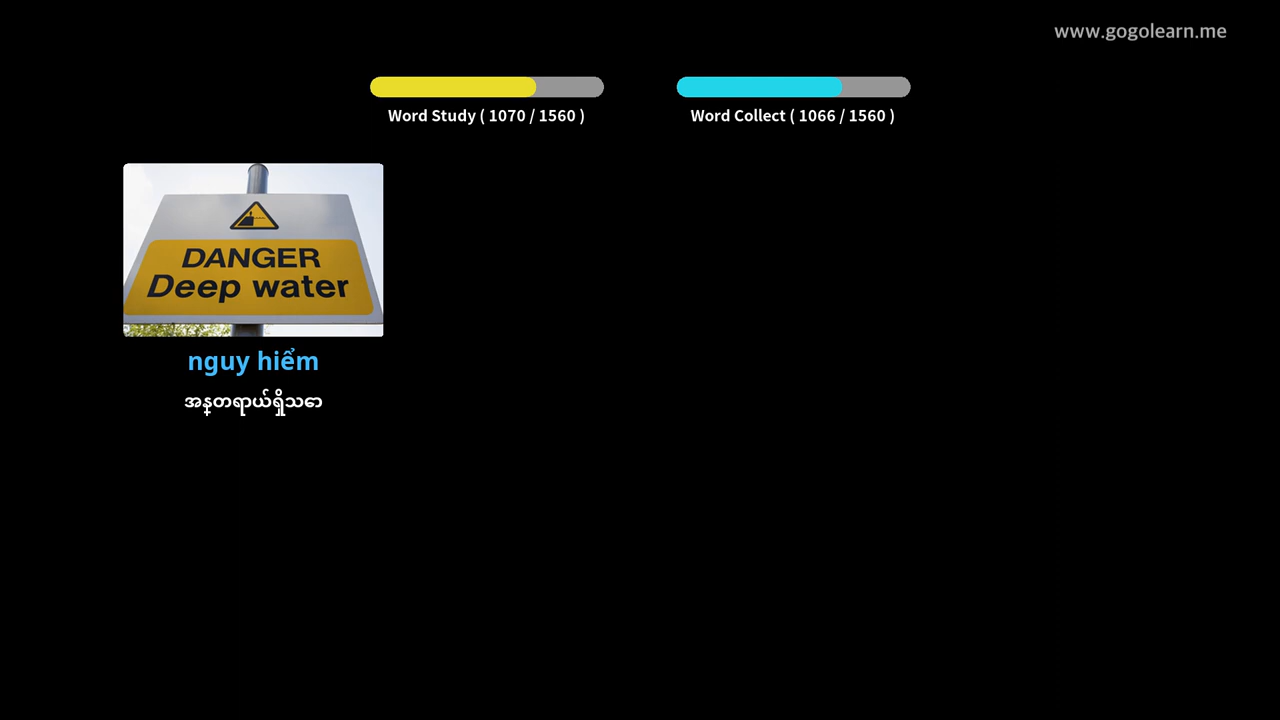 www.gogolearn.me
Word Study ( 1070 / 1560 )
Word Collect ( 1066 / 1560 )
DANGER
Deep water
nguy hiểm
အန္တရာယ်ရှိသော